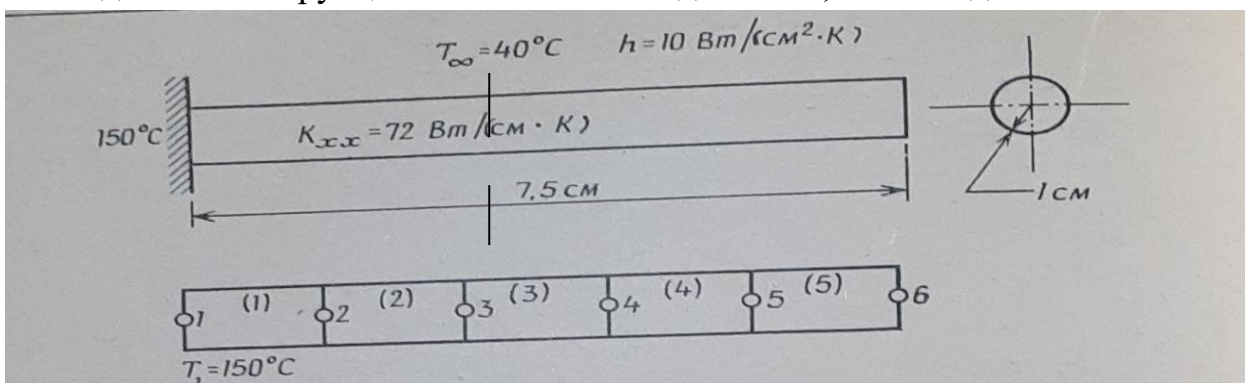 T∞=40°C h=10 Вт/(см²·К)
150°C
Kxx=72 Вт/(см · К)
7,5 см
1 см
1 (1) 2 (2) 3 (3) 4 (4) 5 (5) 6
T₁=150°C